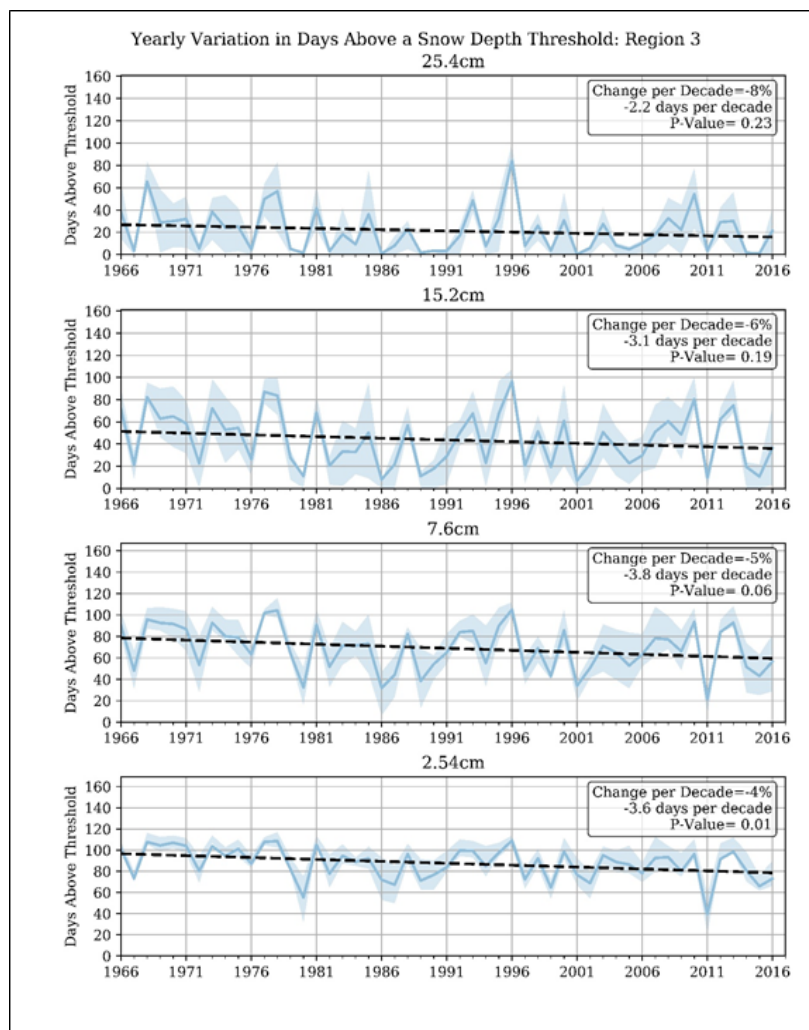 Yearly Variation in Days Above a Snow Depth Threshold: Region 3
25.4cm
Days Above Threshold
160
140
120
100
80
60
40
20
0
Change per Decade=-8%
-2.2 days per decade
P-Value= 0.23
1966 1971 1976 1981 1986 1991 1996 2001 2006 2011 2016
15.2cm
Days Above Threshold
160
140
120
100
80
60
40
20
0
Change per Decade=-6%
-3.1 days per decade
P-Value= 0.19
1966 1971 1976 1981 1986 1991 1996 2001 2006 2011 2016
7.6cm
Days Above Threshold
160
140
120
100
80
60
40
20
0
Change per Decade=-5%
-3.8 days per decade
P-Value= 0.06
1966 1971 1976 1981 1986 1991 1996 2001 2006 2011 2016
2.54cm
Days Above Threshold
160
140
120
100
80
60
40
20
0
Change per Decade=-4%
-3.6 days per decade
P-Value= 0.01
1966 1971 1976 1981 1986 1991 1996 2001 2006 2011 2016